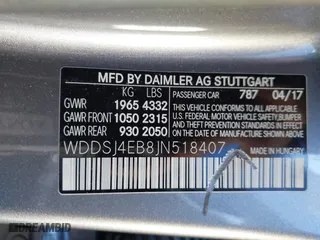 MFD BY DAIMLER AG STUTTGART
KG LBS PASSENGER CAR 787 04/17
GVWR 1965 4332 THIS VEHICLE CONFORMS TO ALL APPLICABLE
GAWR FRONT 1050 2315 U.S. FEDERAL MOTOR VEHICLE SAFETY, BUMPER
GAWR REAR 930 2050 AND THEFT PREVENTION STANDARDS IN EFFECT
ON THE DATE OF MANUFACTURE SHOWN ABOVE.
WDDSJ4EB8JN518407
MADE IN HUNGARY
DREAMBID